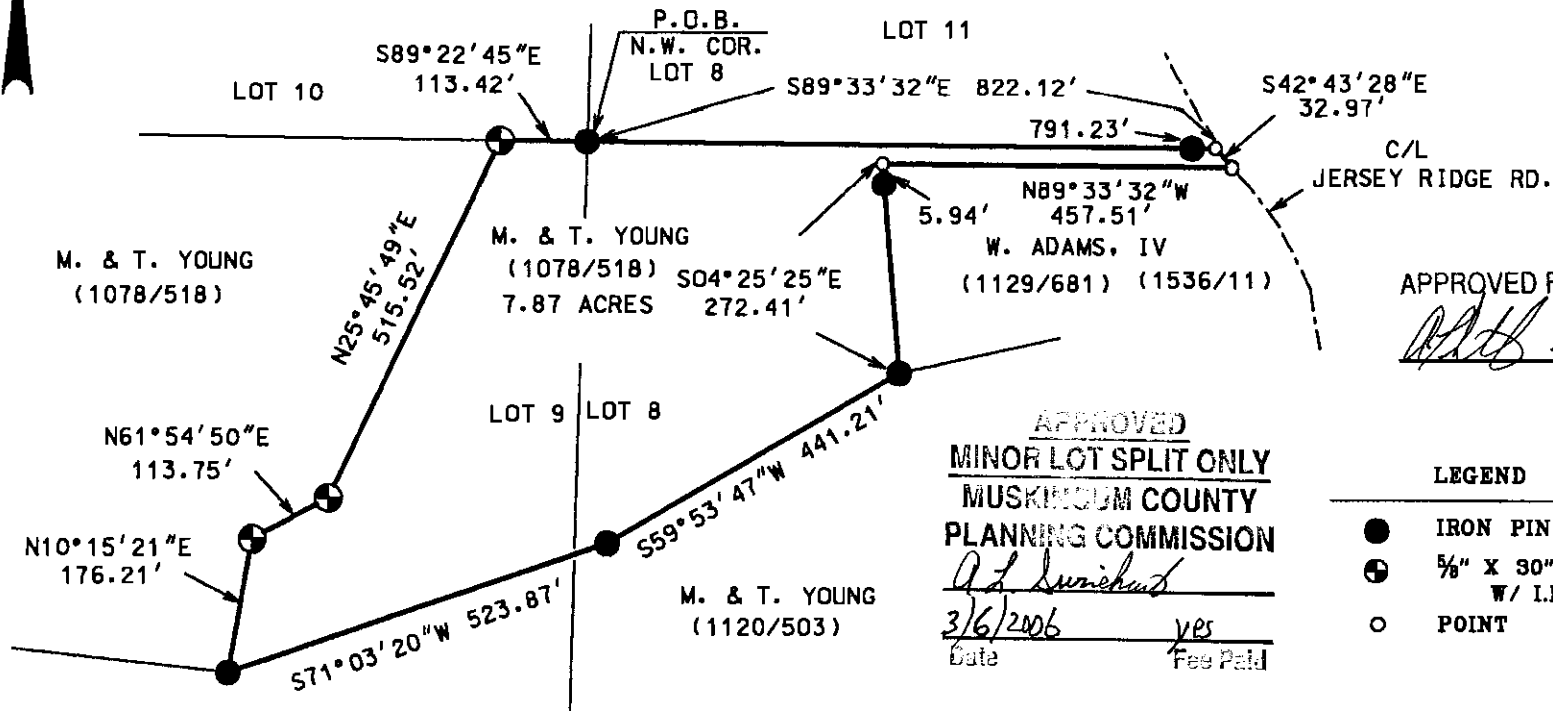 P.O.B.
N.W. COR.
LOT 8
LOT 11
S89°22'45"E
113.42'
LOT 10
S89°33'32"E 822.12'
S42°43'28"E
32.97'
791.23'
C/L
JERSEY RIDGE RD.
N89°33'32"W
457.51'
5.94'
W. ADAMS, IV
(1129/681) (1536/11)
M. & T. YOUNG
(1078/518)
N25°45'49"E
515.52'
M. & T. YOUNG
(1078/518)
7.87 ACRES
S04°25'25"E
272.41'
APPROVED
LOT 9
LOT 8
N61°54'50"E
113.75'
S59°53'47"W 441.21'
N10°15'21"E
176.21'
S71°03'20"W 523.87'
M. & T. YOUNG
(1120/503)
APPROVED
MINOR LOT SPLIT ONLY
MUSKINGUM COUNTY
PLANNING COMMISSION
3/6/2006 yes
Date Fee Paid
LEGEND
IRON PIN
5/8" X 30"
W/
POINT